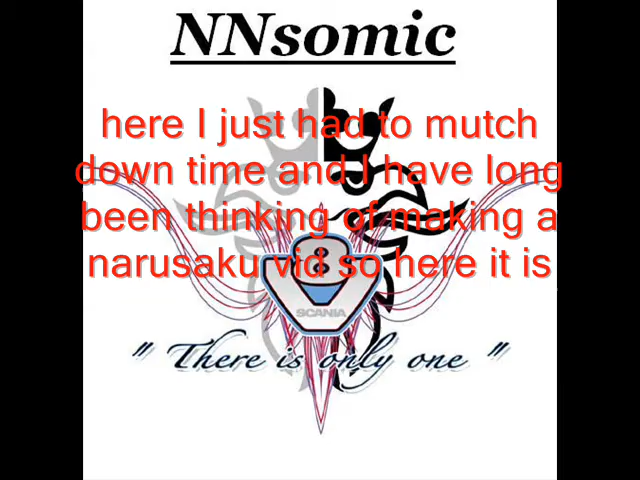 NNsomic
here I just had to mutch
down time and I have long
been thinking of making a
narusaku vid so here it is
8
SCANIA
" There is only one "